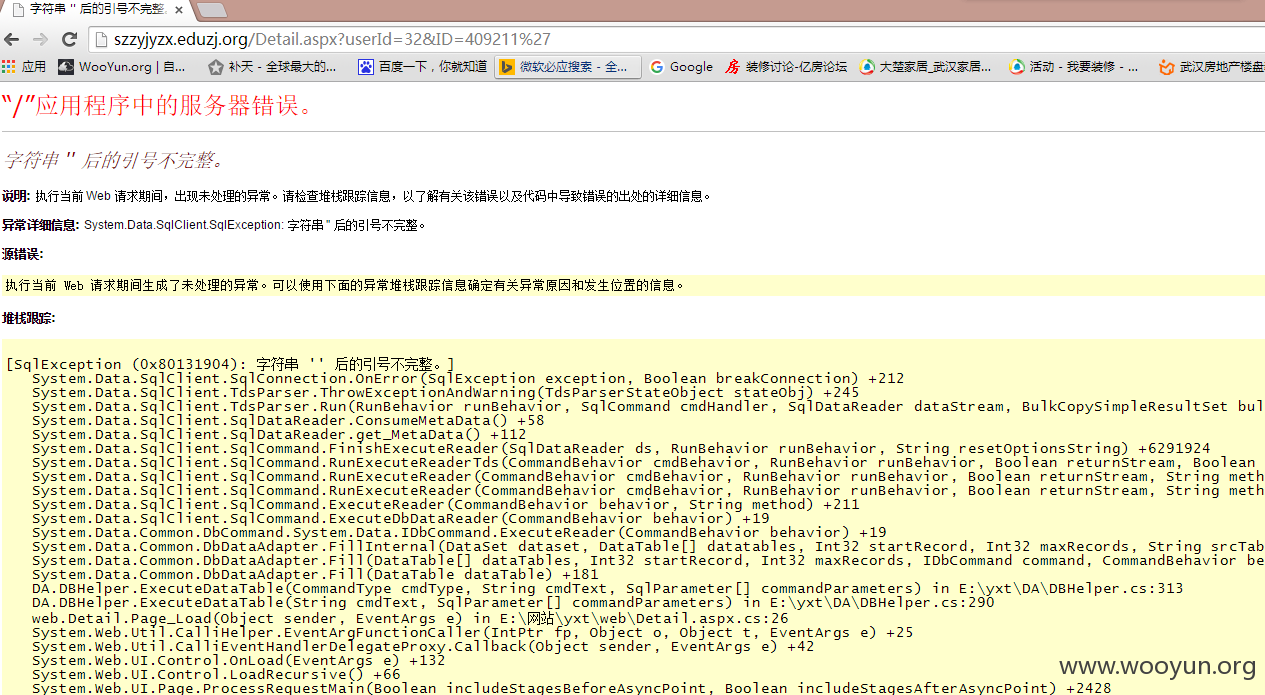 字符串 '' 后的引号不完整。
szzyjyzx.eduzj.org/Detail.aspx?userId=32&ID=409211%27
应用 WooYun.org | 自... 补天 - 全球最大的... 百度一下，你就知道 微软必应搜索 - 全... Google 装修讨论-亿房论坛 大楚家居_武汉家居... 活动 - 我要装修 - ... 武汉房地产楼盘
“/”应用程序中的服务器错误。
字符串 '' 后的引号不完整。
说明: 执行当前 Web 请求期间，出现未处理的异常。请检查堆栈跟踪信息，以了解有关该错误以及代码中导致错误的出处的详细信息。
异常详细信息: System.Data.SqlClient.SqlException: 字符串 '' 后的引号不完整。
源错误:
执行当前 Web 请求期间生成了未处理的异常。可以使用下面的异常堆栈跟踪信息确定有关异常原因和发生位置的信息。
堆栈跟踪:
[SqlException (0x80131904): 字符串 '' 后的引号不完整。]
System.Data.SqlClient.SqlConnection.OnError(SqlException exception, Boolean breakConnection) +212
System.Data.SqlClient.TdsParser.ThrowExceptionAndWarning(TdsParserStateObject stateObj) +245
System.Data.SqlClient.TdsParser.Run(RunBehavior runBehavior, SqlCommand cmdHandler, SqlDataReader dataStream, BulkCopySimpleResultSet bul
System.Data.SqlClient.SqlDataReader.ConsumeMetaData() +58
System.Data.SqlClient.SqlDataReader.get_MetaData() +112
System.Data.SqlClient.SqlCommand.FinishExecuteReader(SqlDataReader ds, RunBehavior runBehavior, String resetOptionsString) +6291924
System.Data.SqlClient.SqlCommand.RunExecuteReaderTds(CommandBehavior cmdBehavior, RunBehavior runBehavior, Boolean returnStream, Boolean
System.Data.SqlClient.SqlCommand.RunExecuteReader(CommandBehavior cmdBehavior, RunBehavior runBehavior, Boolean returnStream, String meth
System.Data.SqlClient.SqlCommand.RunExecuteReader(CommandBehavior cmdBehavior, RunBehavior runBehavior, Boolean returnStream, String meth
System.Data.SqlClient.SqlCommand.ExecuteReader(CommandBehavior behavior, String method) +211
System.Data.SqlClient.SqlCommand.ExecuteDbDataReader(CommandBehavior behavior) +19
System.Data.Common.DbCommand.System.Data.IDbCommand.ExecuteReader(CommandBehavior behavior) +19
System.Data.Common.DbDataAdapter.FillInternal(DataSet dataset, DataTable[] datatables, Int32 startRecord, Int32 maxRecords, String srcTab
System.Data.Common.DbDataAdapter.Fill(DataTable[] dataTables, Int32 startRecord, Int32 maxRecords, IDbCommand command, CommandBehavior be
System.Data.Common.DbDataAdapter.Fill(DataTable dataTable) +181
DA.DBHelper.ExecuteDataTable(CommandType cmdType, String cmdText, SqlParameter[] commandParameters) in E:\yxt\DA\DBHelper.cs:313
DA.DBHelper.ExecuteDataTable(String cmdText, SqlParameter[] commandParameters) in E:\yxt\DA\DBHelper.cs:290
web.Detail.Page_Load(Object sender, EventArgs e) in E:\网站\yxt\web\Detail.aspx.cs:26
System.Web.Util.CalliHelper.EventArgFunctionCaller(IntPtr fp, Object o, Object t, EventArgs e) +25
System.Web.Util.CalliEventHandlerDelegateProxy.Callback(Object sender, EventArgs e) +42
System.Web.UI.Control.OnLoad(EventArgs e) +132
System.Web.UI.Control.LoadRecursive() +66
System.Web.UI.Page.ProcessRequestMain(Boolean includeStagesBeforeAsyncPoint, Boolean includeStagesAfterAsyncPoint) +2428
www.wooyun.org